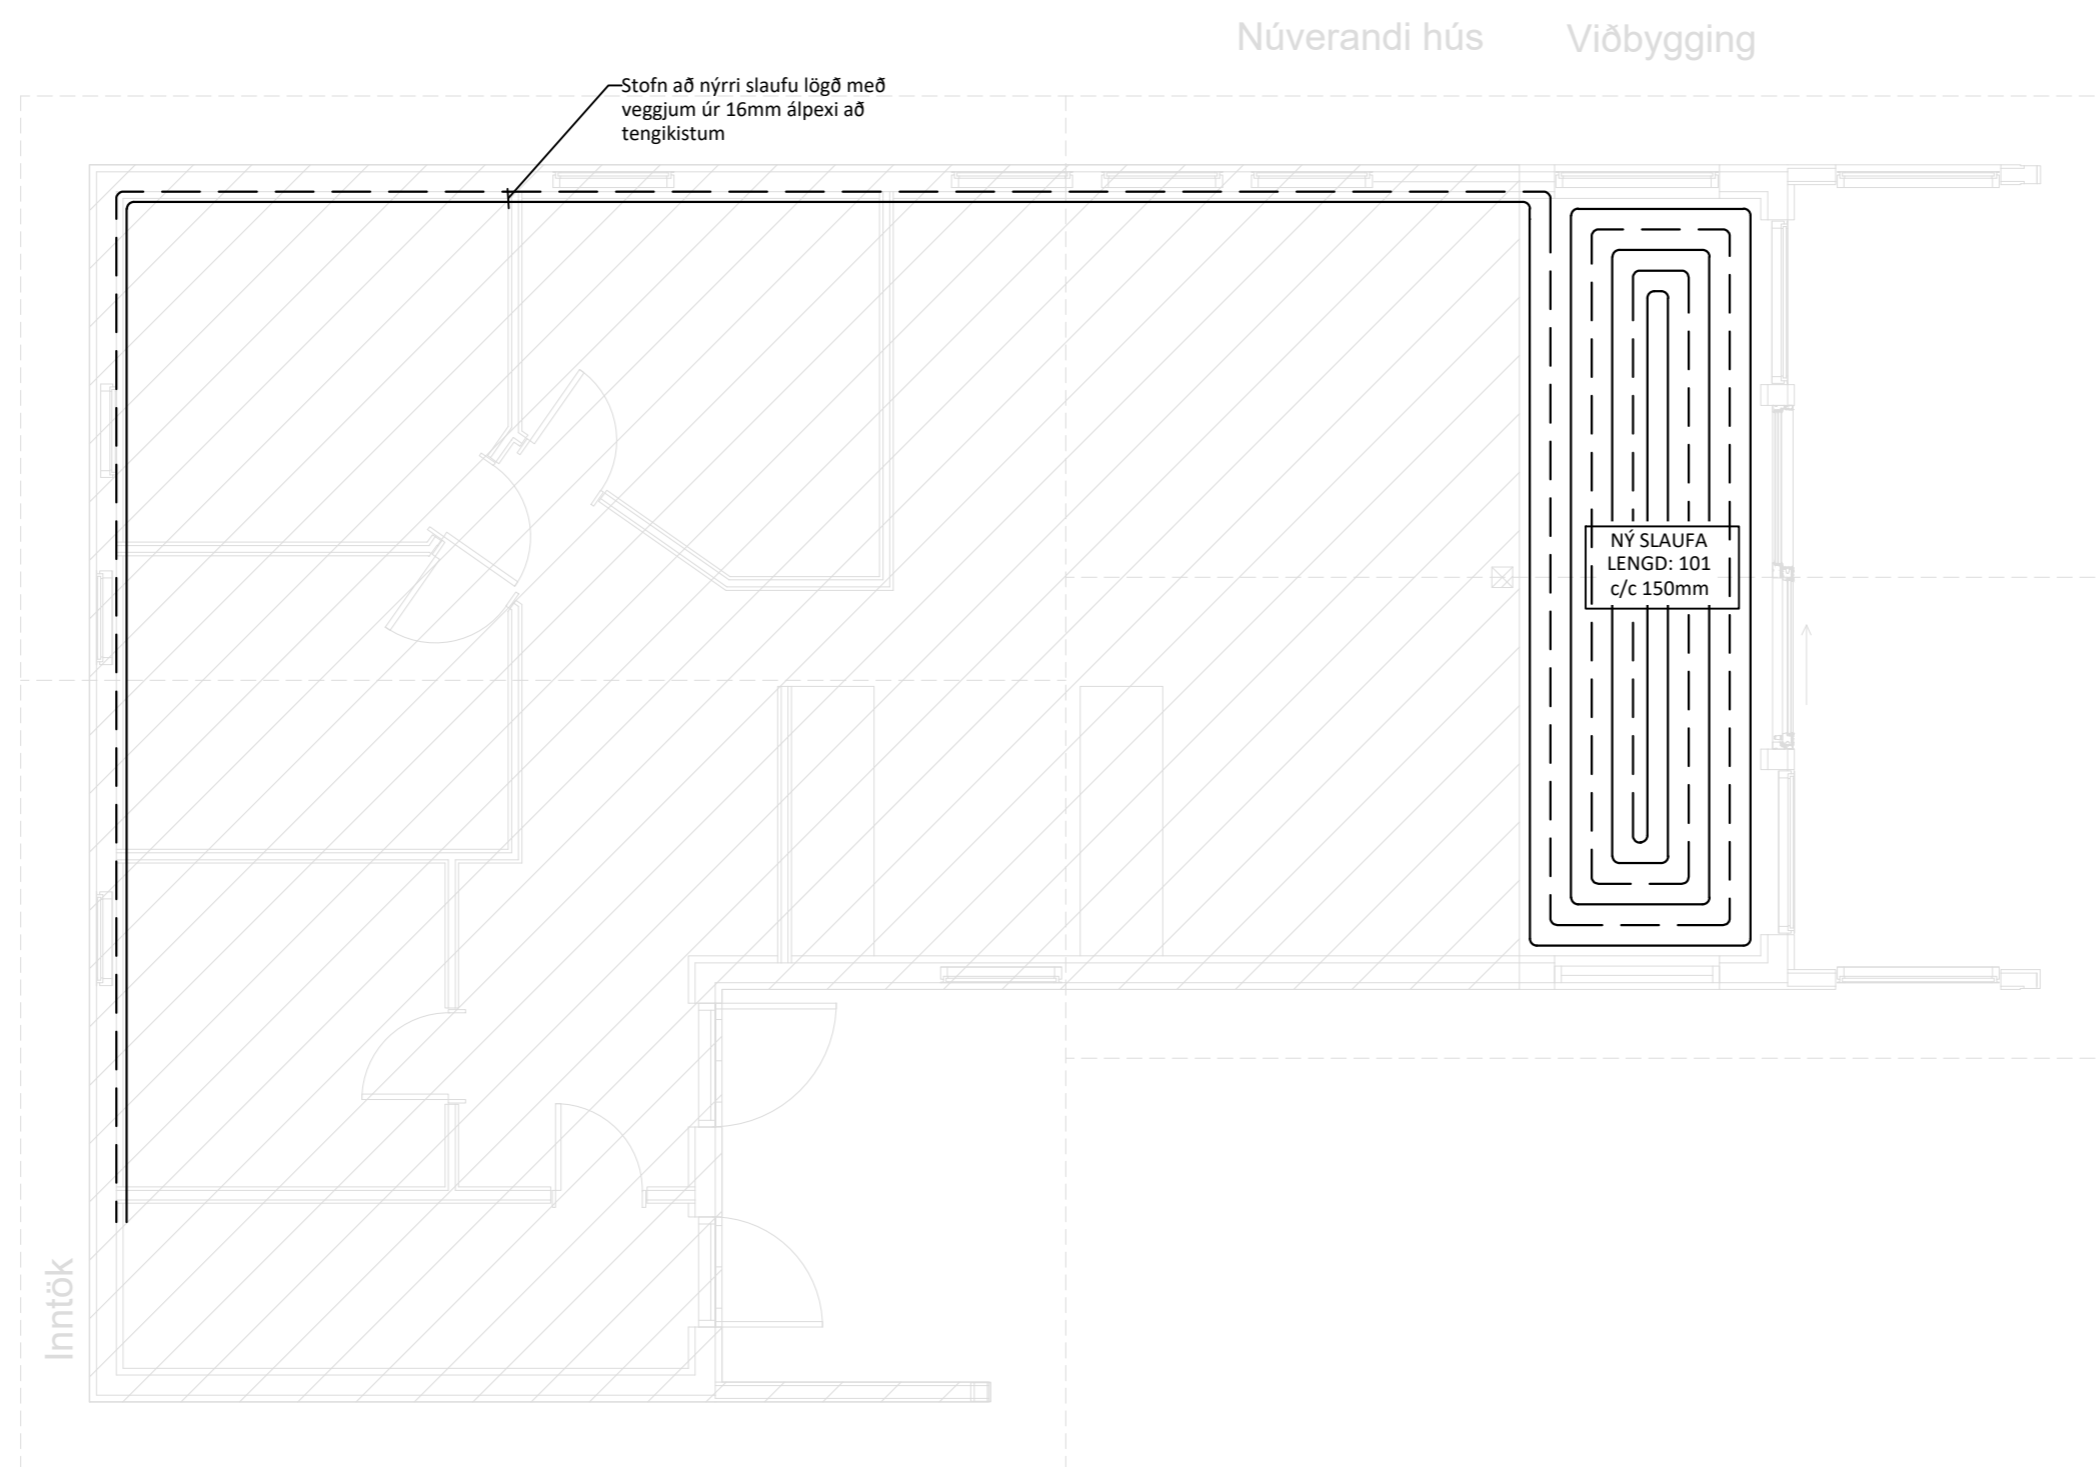 Núverandi hús
Viðbygging
Stofn að nýrri slaufu lögð með
veggjum úr 16mm álpexi að
tengikistum
NÝ SLAUFA
LENGD: 101
c/c 150mm
Inntök